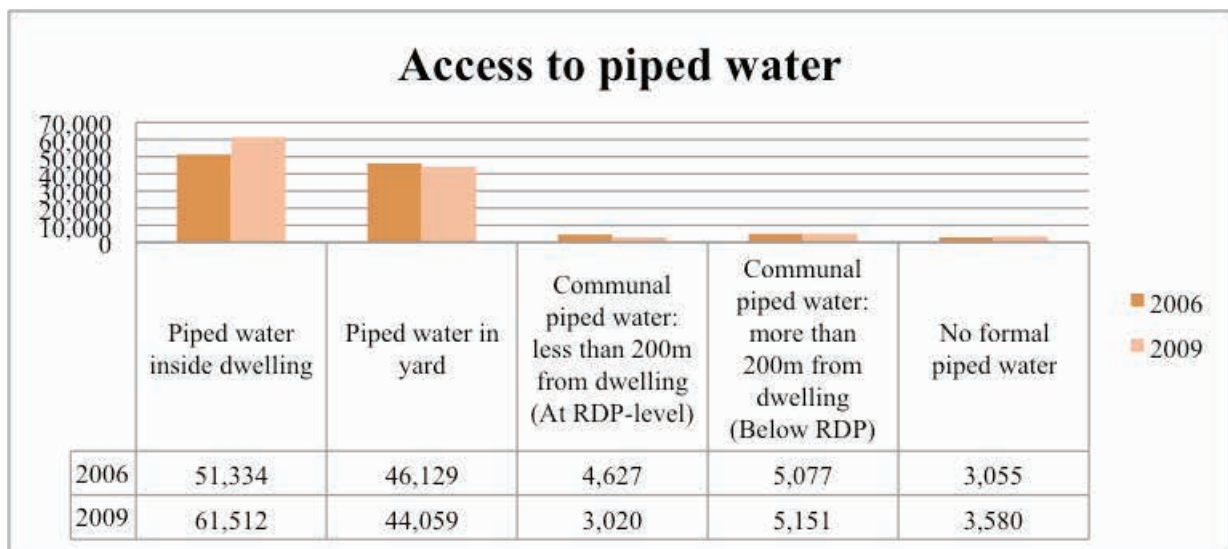 Access to piped water
70,000
60,000
50,000
40,000
30,000
20,000
10,000
0
Piped water
inside dwelling
Piped water in
yard
Communal
piped water:
less than 200m
from dwelling
(At RDP-level)
Communal
piped water:
more than
200m from
dwelling
(Below RDP)
No formal
piped water
2006
2009
2006 51,334 46,129 4,627 5,077 3,055
2009 61,512 44,059 3,020 5,151 3,580